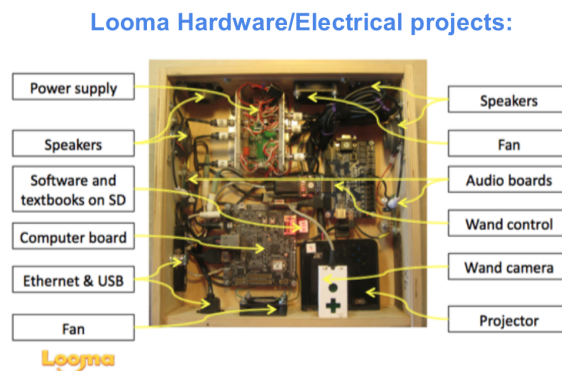 Looma Hardware/Electrical projects:
Power supply
Speakers
Software and
textbooks on SD
Computer board
Ethernet & USB
Fan
Speakers
Fan
Audio boards
Wand control
Wand camera
Projector
Looma